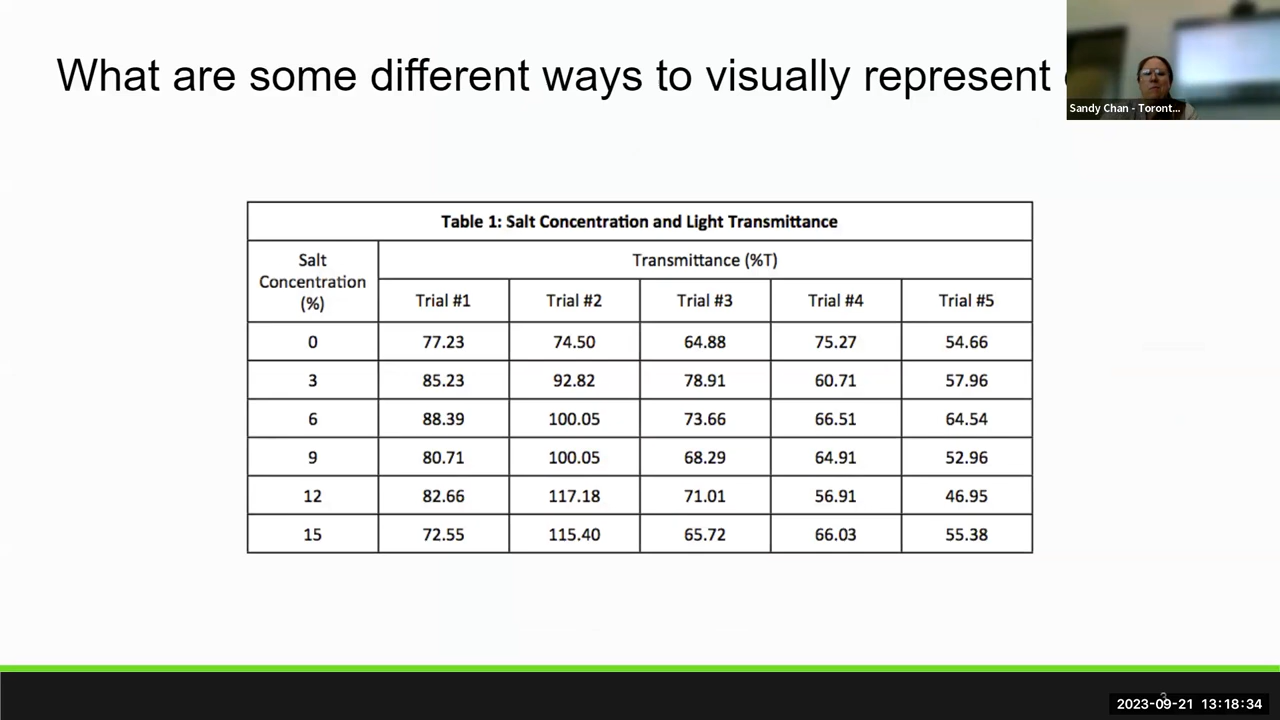 What are some different ways to visually represent
Sandy Chan - Toront...
Table 1: Salt Concentration and Light Transmittance
Salt Concentration (%) Transmittance (%T)
Trial #1 Trial #2 Trial #3 Trial #4 Trial #5
0 77.23 74.50 64.88 75.27 54.66
3 85.23 92.82 78.91 60.71 57.96
6 88.39 100.05 73.66 66.51 64.54
9 80.71 100.05 68.29 64.91 52.96
12 82.66 117.18 71.01 56.91 46.95
15 72.55 115.40 65.72 66.03 55.38
3
2023-09-21 13:18:34